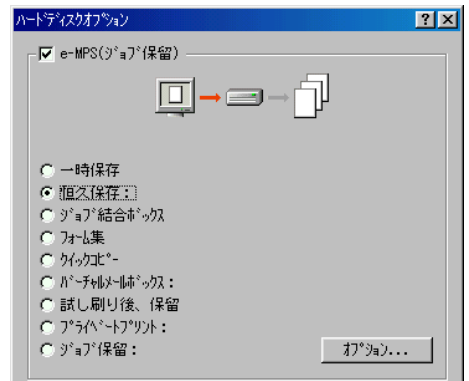 ﾊｰﾄﾞﾃﾞｨｽｸｵﾌﾟｼｮﾝ
e-MPS(ｼﾞｮﾌﾞ保留)
一時保存
恒久保存：
ｼﾞｮﾌﾞ結合ﾎﾞｯｸｽ
ﾌｫｰﾑ集
ｸｲｯｸｺﾋﾟｰ
ﾊﾞｰﾁｬﾙﾒｰﾙﾎﾞｯｸｽ：
試し刷り後、保留
ﾌﾟﾗｲﾍﾞｰﾄﾌﾟﾘﾝﾄ：
ｼﾞｮﾌﾞ保留：
ｵﾌﾟｼｮﾝ...